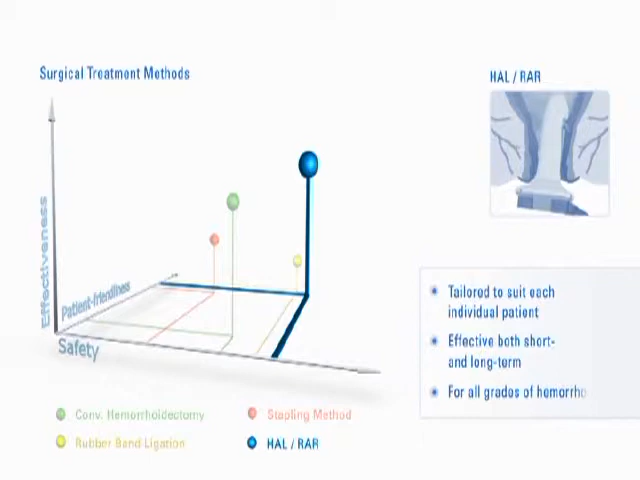 Surgical Treatment Methods
HAL / RAR
Effectiveness
Patient-friendliness
Safety
Tailored to suit each
individual patient
Effective both short-
and long-term
For all grades of hemorrho
Conv. Hemorrhoidectomy
Stapling Method
Rubber Band Ligation
HAL / RAR